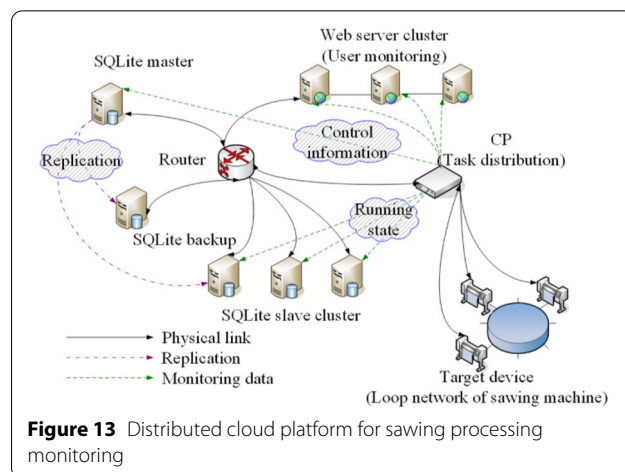 Web server cluster
(User monitoring)
SQLite master
CP
(Task distribution)
Control
information
Replication
Router
Running
state
SQLite backup
SQLite slave cluster
Physical link
Replication
Monitoring data
Target device
(Loop network of sawing machine)
Figure 13 Distributed cloud platform for sawing processing
monitoring